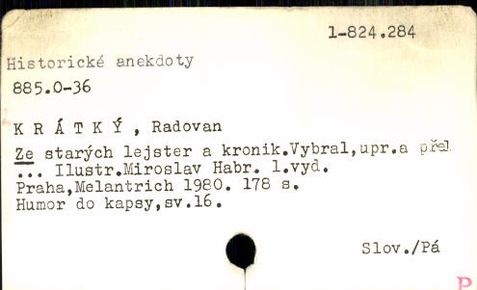 1-824.284
Historické anekdoty
885.0-36
K R Á T K Ý , Radovan
Ze starých lejster a kronik.Vybral,upr.a přel
... Ilustr.Miroslav Habr. 1.vyd.
Praha,Melantrich 1980. 178 s.
Humor do kapsy,sv.16.
Slov./Pá
P